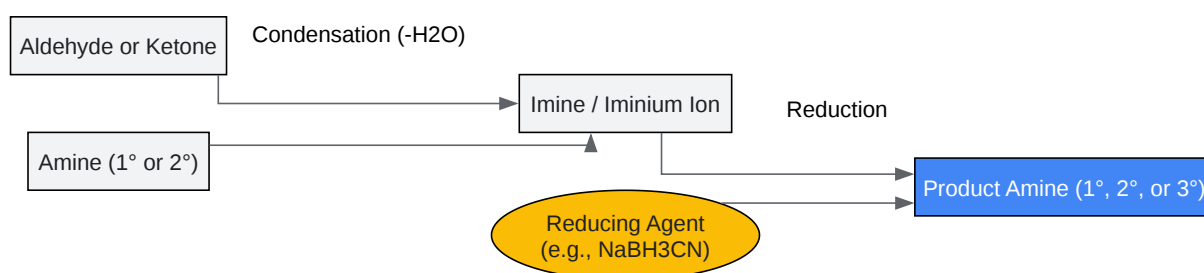 Aldehyde or Ketone
Condensation (-H2O)
Imine / Iminium Ion
Reduction
Amine (1° or 2°)
Product Amine (1°, 2°, or 3°)
Reducing Agent
(e.g., NaBH3CN)